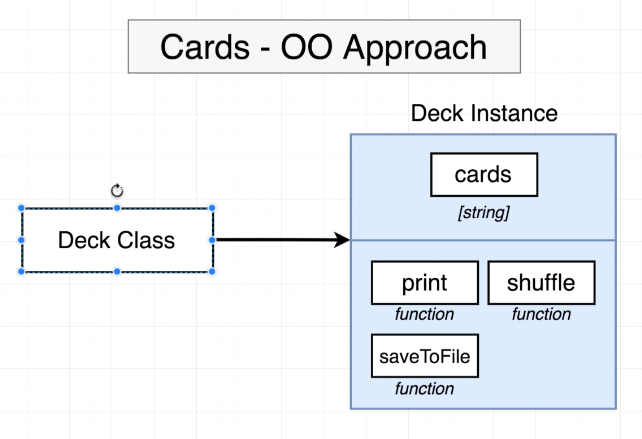 Cards - OO Approach
Deck Instance
cards
[string]
Deck Class
print shuffle
function function
saveToFile
function